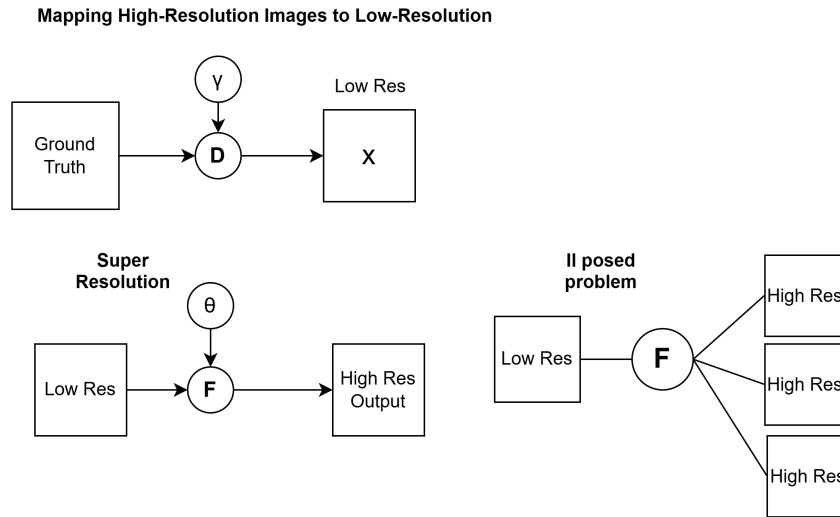 Mapping High-Resolution Images to Low-Resolution
γ
Low Res
Ground
Truth
D
X
Super
Resolution
θ
Low Res
F
High Res
Output
Il posed
problem
Low Res
F
High Res
High Res
High Res